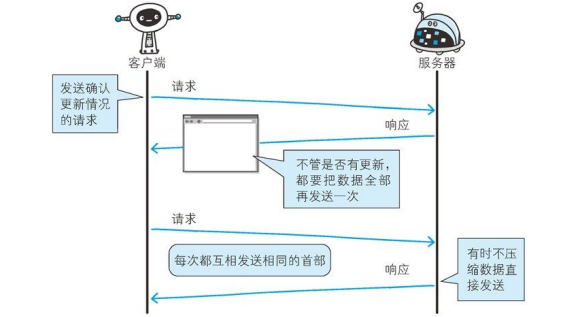 客户端
服务器
发送确认
更新情况
的请求
请求
响应
不管是否有更新，
都要把数据全部
再发送一次
请求
每次都互相发送相同的首部
响应
有时不压
缩数据直
接发送